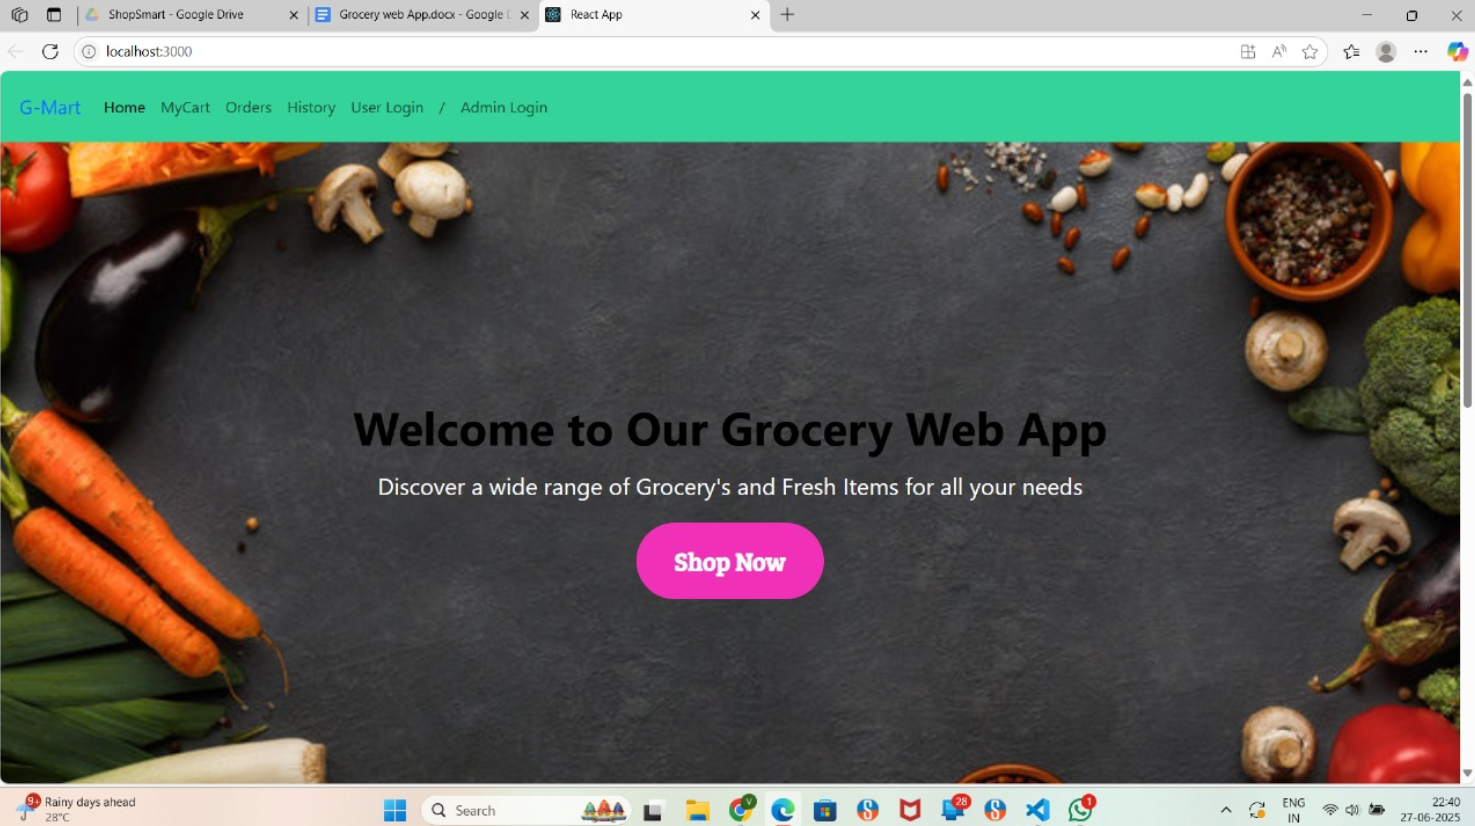 ShopSmart - Google Drive
Grocery web App.docx - Google D
React App
localhost:3000
G-Mart Home MyCart Orders History User Login / Admin Login
Welcome to Our Grocery Web App
Discover a wide range of Grocery's and Fresh Items for all your needs
Shop Now
9+ Rainy days ahead
28°C
Search
V
28
1
ENG
IN
22:40
27-06-2025